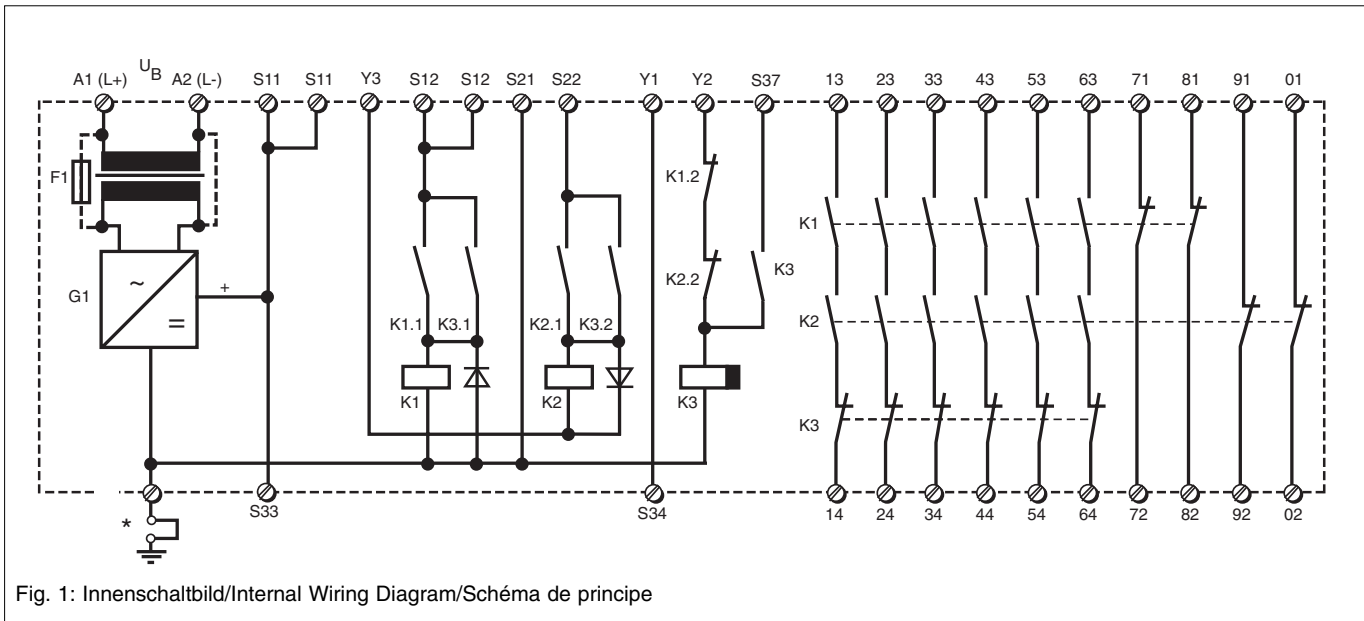 A1 (L+) UB A2 (L-) S11 S11 Y3 S12 S12 S21 S22 Y1 Y2 S37 13 23 33 43 53 63 71 81 91 01
F1
K1.2
K1
G1
~
=
+
K2.2 K3
K1.1 K3.1 K2.1 K3.2
K2
K1 K2 K3
K3
*
S33 S34 14 24 34 44 54 64 72 82 92 02
Fig. 1: Innenschaltbild/Internal Wiring Diagram/Schéma de principe